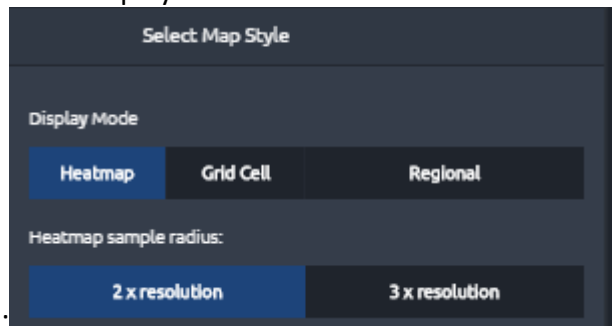 Select Map Style
Display Mode
Heatmap Grid Cell Regional
Heatmap sample radius:
2 x resolution 3 x resolution
.